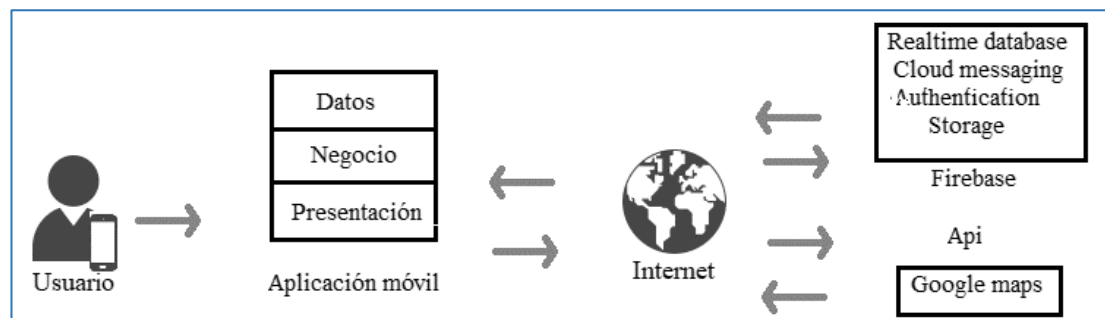 Usuario
Datos
Negocio
Presentación
Aplicación móvil
Internet
Realtime database
Cloud messaging
Authentication
Storage
Firebase
Api
Google maps